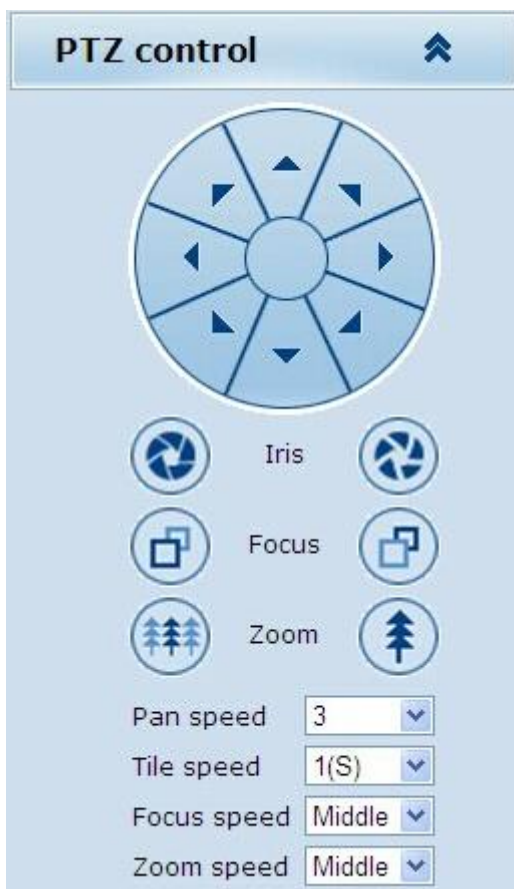 PTZ control
Iris
Focus
Zoom
Pan speed 3
Tile speed 1(S)
Focus speed Middle
Zoom speed Middle